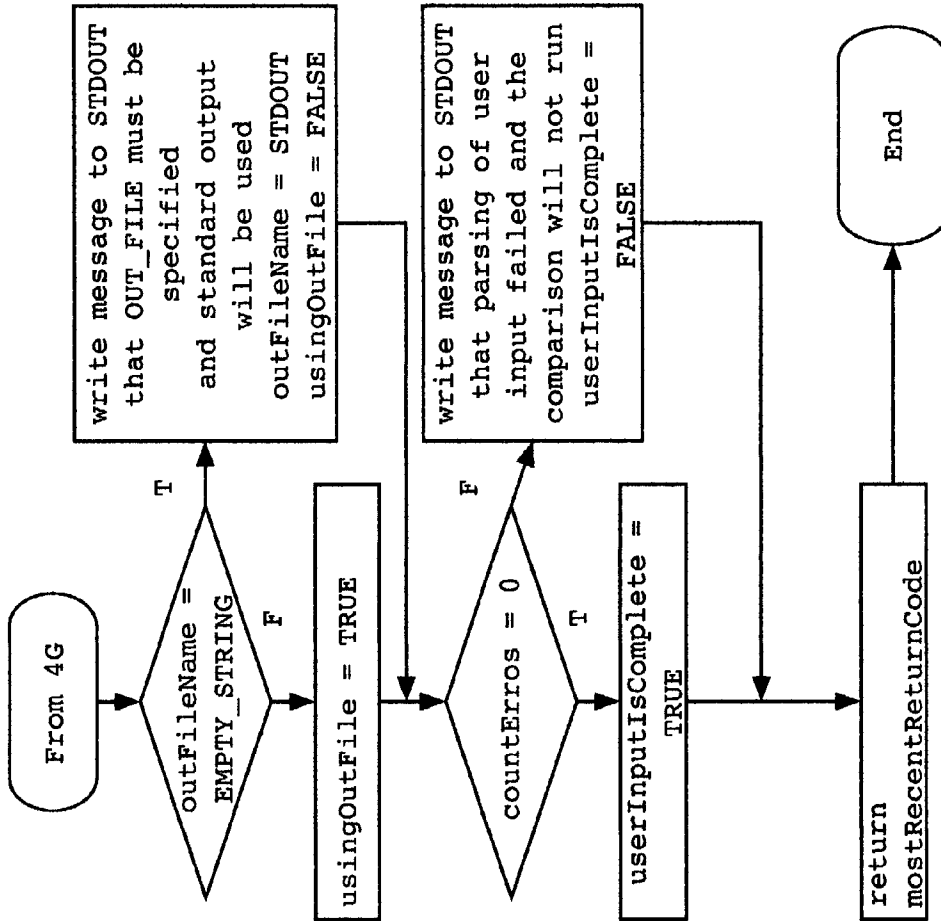 From 4G
outFileName =
EMPTY_STRING
T
write message to STDOUT
that OUT_FILE must be
specified
and standard output
will be used
outFileName = STDOUT
usingOutFile = FALSE
F
usingOutFile = TRUE
countErros = 0
F
write message to STDOUT
that parsing of user
input failed and the
comparison will not run
userInputIsComplete =
FALSE
T
userInputIsComplete =
TRUE
return
mostRecentReturnCode
End